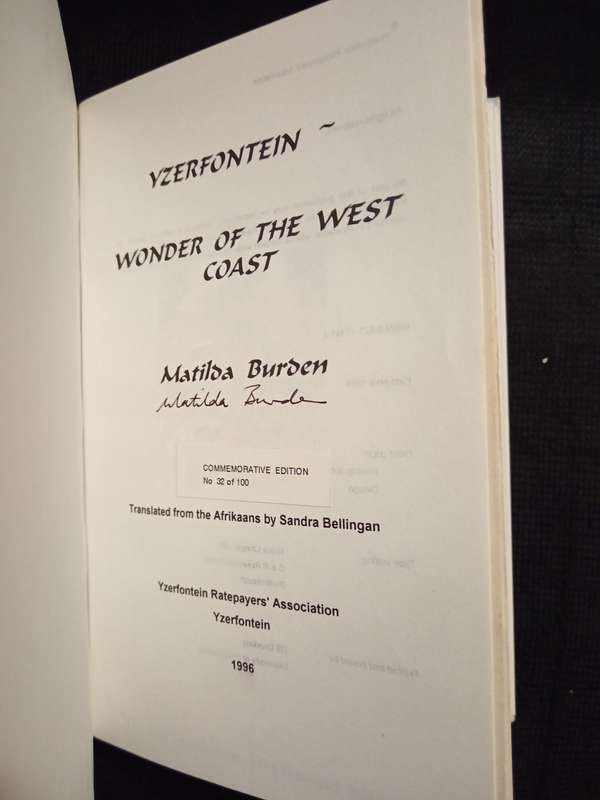 YZERFONTEIN ~
WONDER OF THE WEST
COAST
Matilda Burden
Matilda Burden
COMMEMORATIVE EDITION
No 32 of 100
Translated from the Afrikaans by Sandra Bellingan
Yzerfontein Ratepayers' Association
Yzerfontein
1996